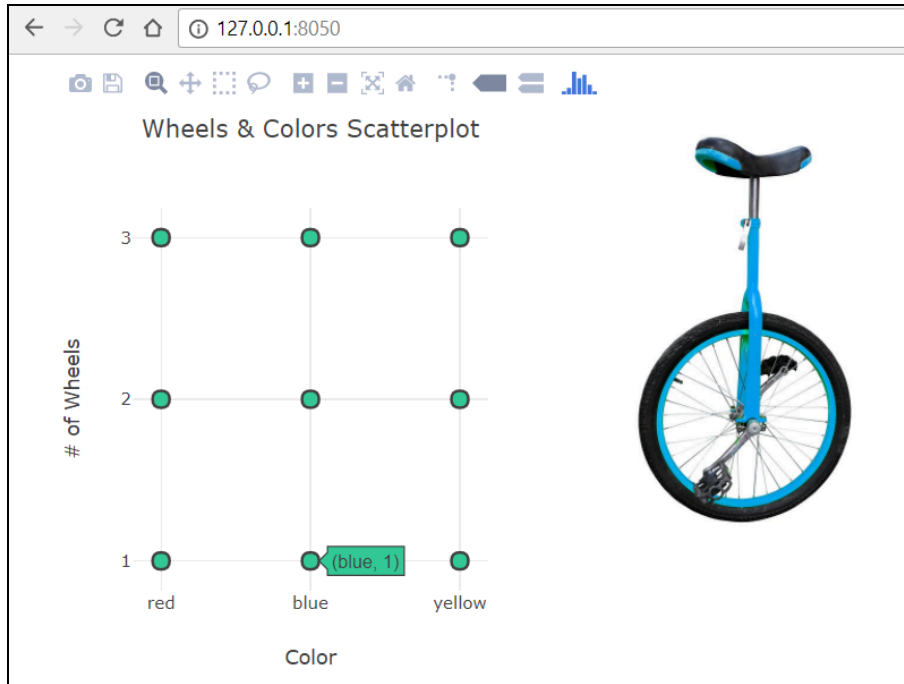 127.0.0.1:8050
Wheels & Colors Scatterplot
3
# of Wheels
2
1
(blue, 1)
red blue yellow
Color